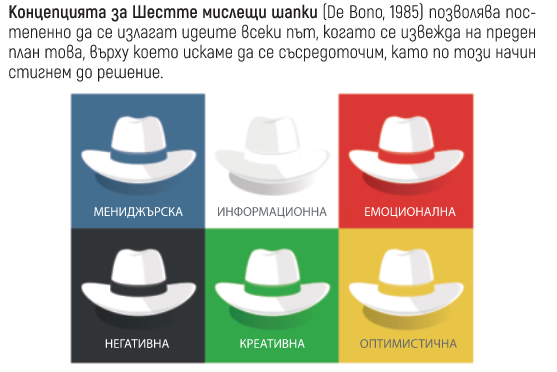 Концепцията за Шестте мислещи шапки (De Bono, 1985) позволява пос-
тепенно да се излагат идеите всеки път, когато се извежда на преден
план това, върху което искаме да се съсредоточим, като по този начин
стигнем до решение.
МЕНИДЖЪРСКА ИНФОРМАЦИОННА ЕМОЦИОНАЛНА
НЕГАТИВНА КРЕАТИВНА ОПТИМИСТИЧНА